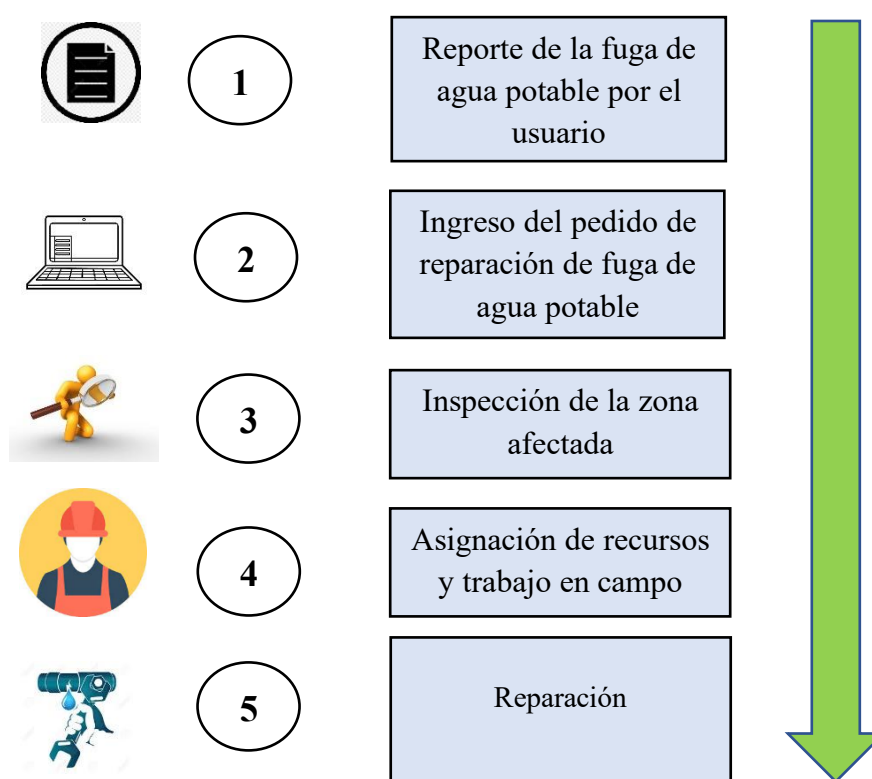 1
Reporte de la fuga de
agua potable por el
usuario
2
Ingreso del pedido de
reparación de fuga de
agua potable
3
Inspección de la zona
afectada
4
Asignación de recursos
y trabajo en campo
5
Reparación